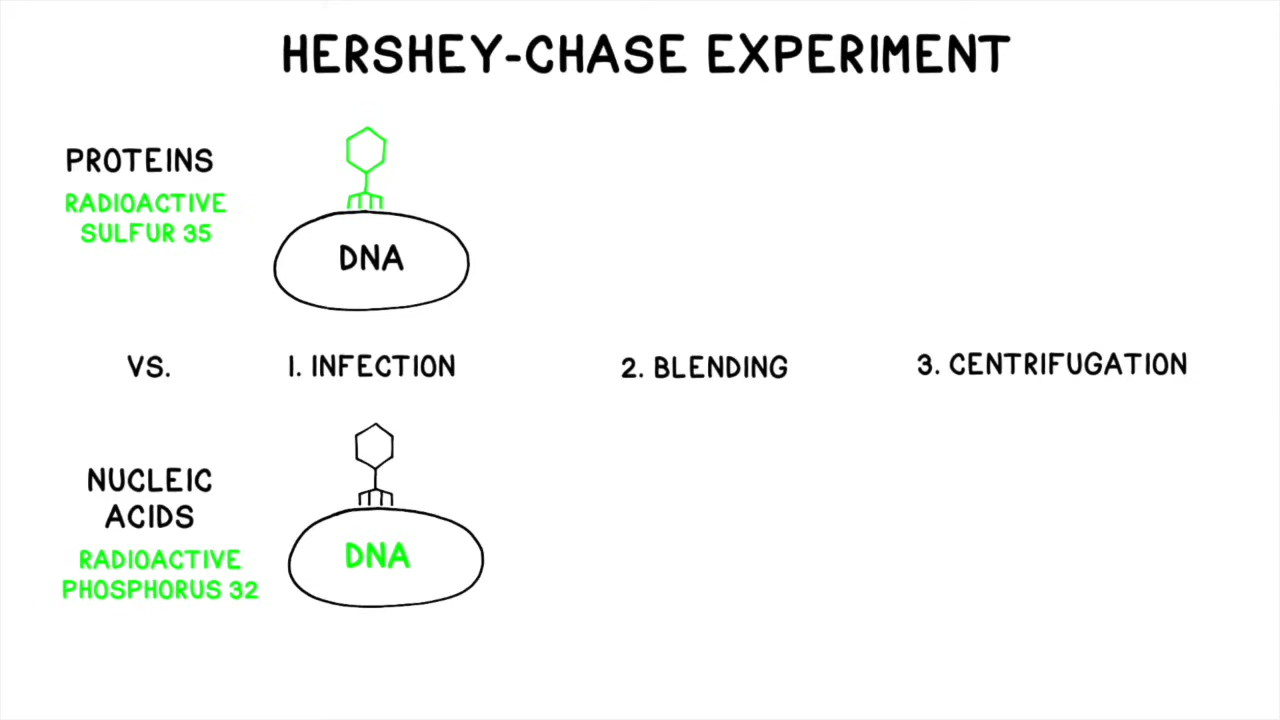 HERSHEY-CHASE EXPERIMENT
PROTEINS
RADIOACTIVE
SULFUR 35
DNA
VS.
1. INFECTION
2. BLENDING
3. CENTRIFUGATION
NUCLEIC
ACIDS
RADIOACTIVE
PHOSPHORUS 32
DNA